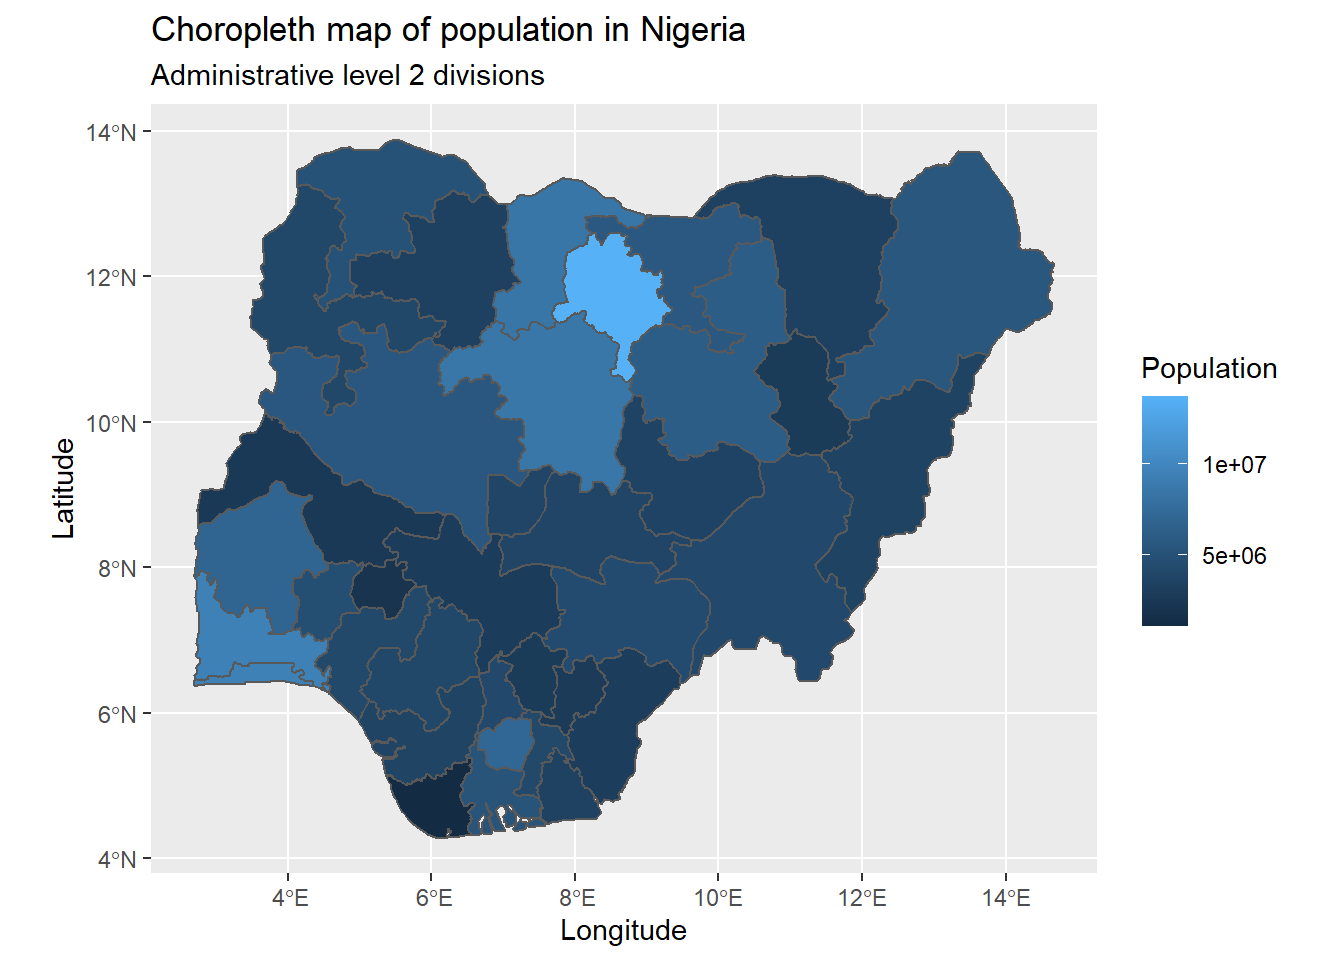 Choropleth map of population in Nigeria
Administrative level 2 divisions
14°N
12°N
10°N
8°N
6°N
4°N
Latitude
4°E
6°E
8°E
10°E
12°E
14°E
Longitude
Population
1e+07
5e+06